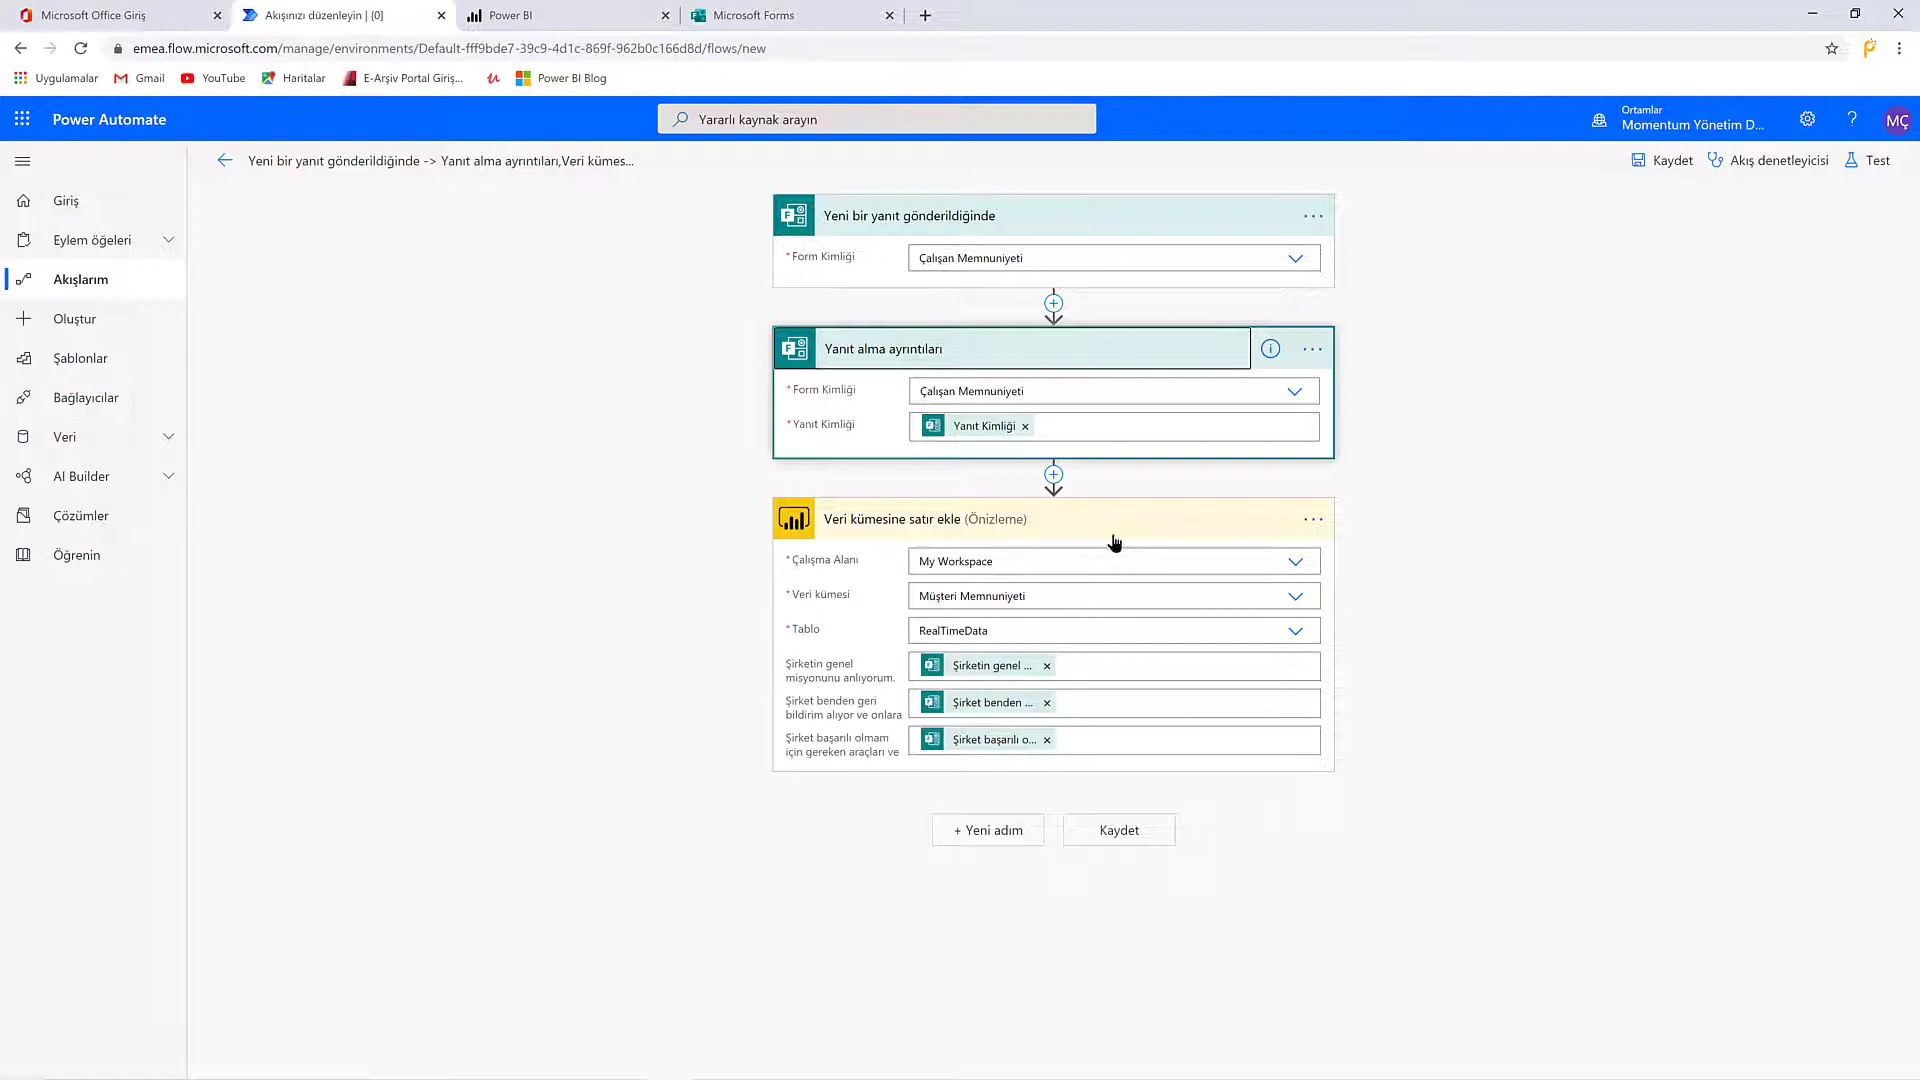 Microsoft Office Giriş
Akışınızı düzenleyin | {0}
Power BI
Microsoft Forms
emea.flow.microsoft.com/manage/environments/Default-fff9bde7-39c9-4d1c-869f-962b0c166d8d/flows/new
Uygulamalar
Gmail
YouTube
Haritalar
E-Arşiv Portal Giriş...
Power BI Blog
Power Automate
Yararlı kaynak arayın
Ortamlar
Momentum Yönetim D...
MÇ
Yeni bir yanıt gönderildiğinde -> Yanıt alma ayrıntıları,Veri kümes...
Kaydet
Akış denetleyicisi
Test
Giriş
Eylem öğeleri
Akışlarım
Oluştur
Şablonlar
Bağlayıcılar
Veri
AI Builder
Çözümler
Öğrenin
Yeni bir yanıt gönderildiğinde
* Form Kimliği
Çalışan Memnuniyeti
Yanıt alma ayrıntıları
* Form Kimliği
Çalışan Memnuniyeti
* Yanıt Kimliği
Yanıt Kimliği
Veri kümesine satır ekle (Önizleme)
* Çalışma Alanı
My Workspace
* Veri kümesi
Müşteri Memnuniyeti
* Tablo
RealTimeData
Şirketin genel
misyonunu anlıyorum.
Şirketin genel ...
Şirket benden geri
bildirim alıyor ve onlara
Şirket benden ...
Şirket başarılı olmam
için gereken araçları ve
Şirket başarılı o...
+ Yeni adım
Kaydet